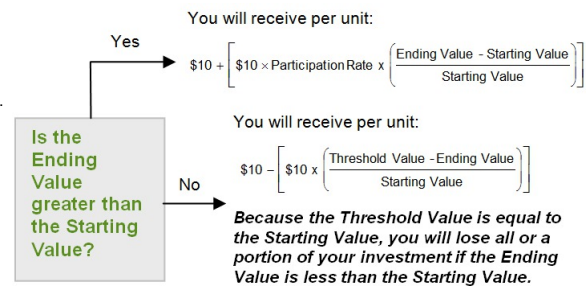 You will receive per unit:
Yes
$10 + [ $10 × Participation Rate x ( Ending Value - Starting Value
Starting Value ) ]
You will receive per unit:
Is the
Ending
Value
greater than
the Starting
Value?
No
$10 – [ $10 x ( Threshold Value - Ending Value
Starting Value ) ]
Because the Threshold Value is equal to
the Starting Value, you will lose all or a
portion of your investment if the Ending
Value is less than the Starting Value.